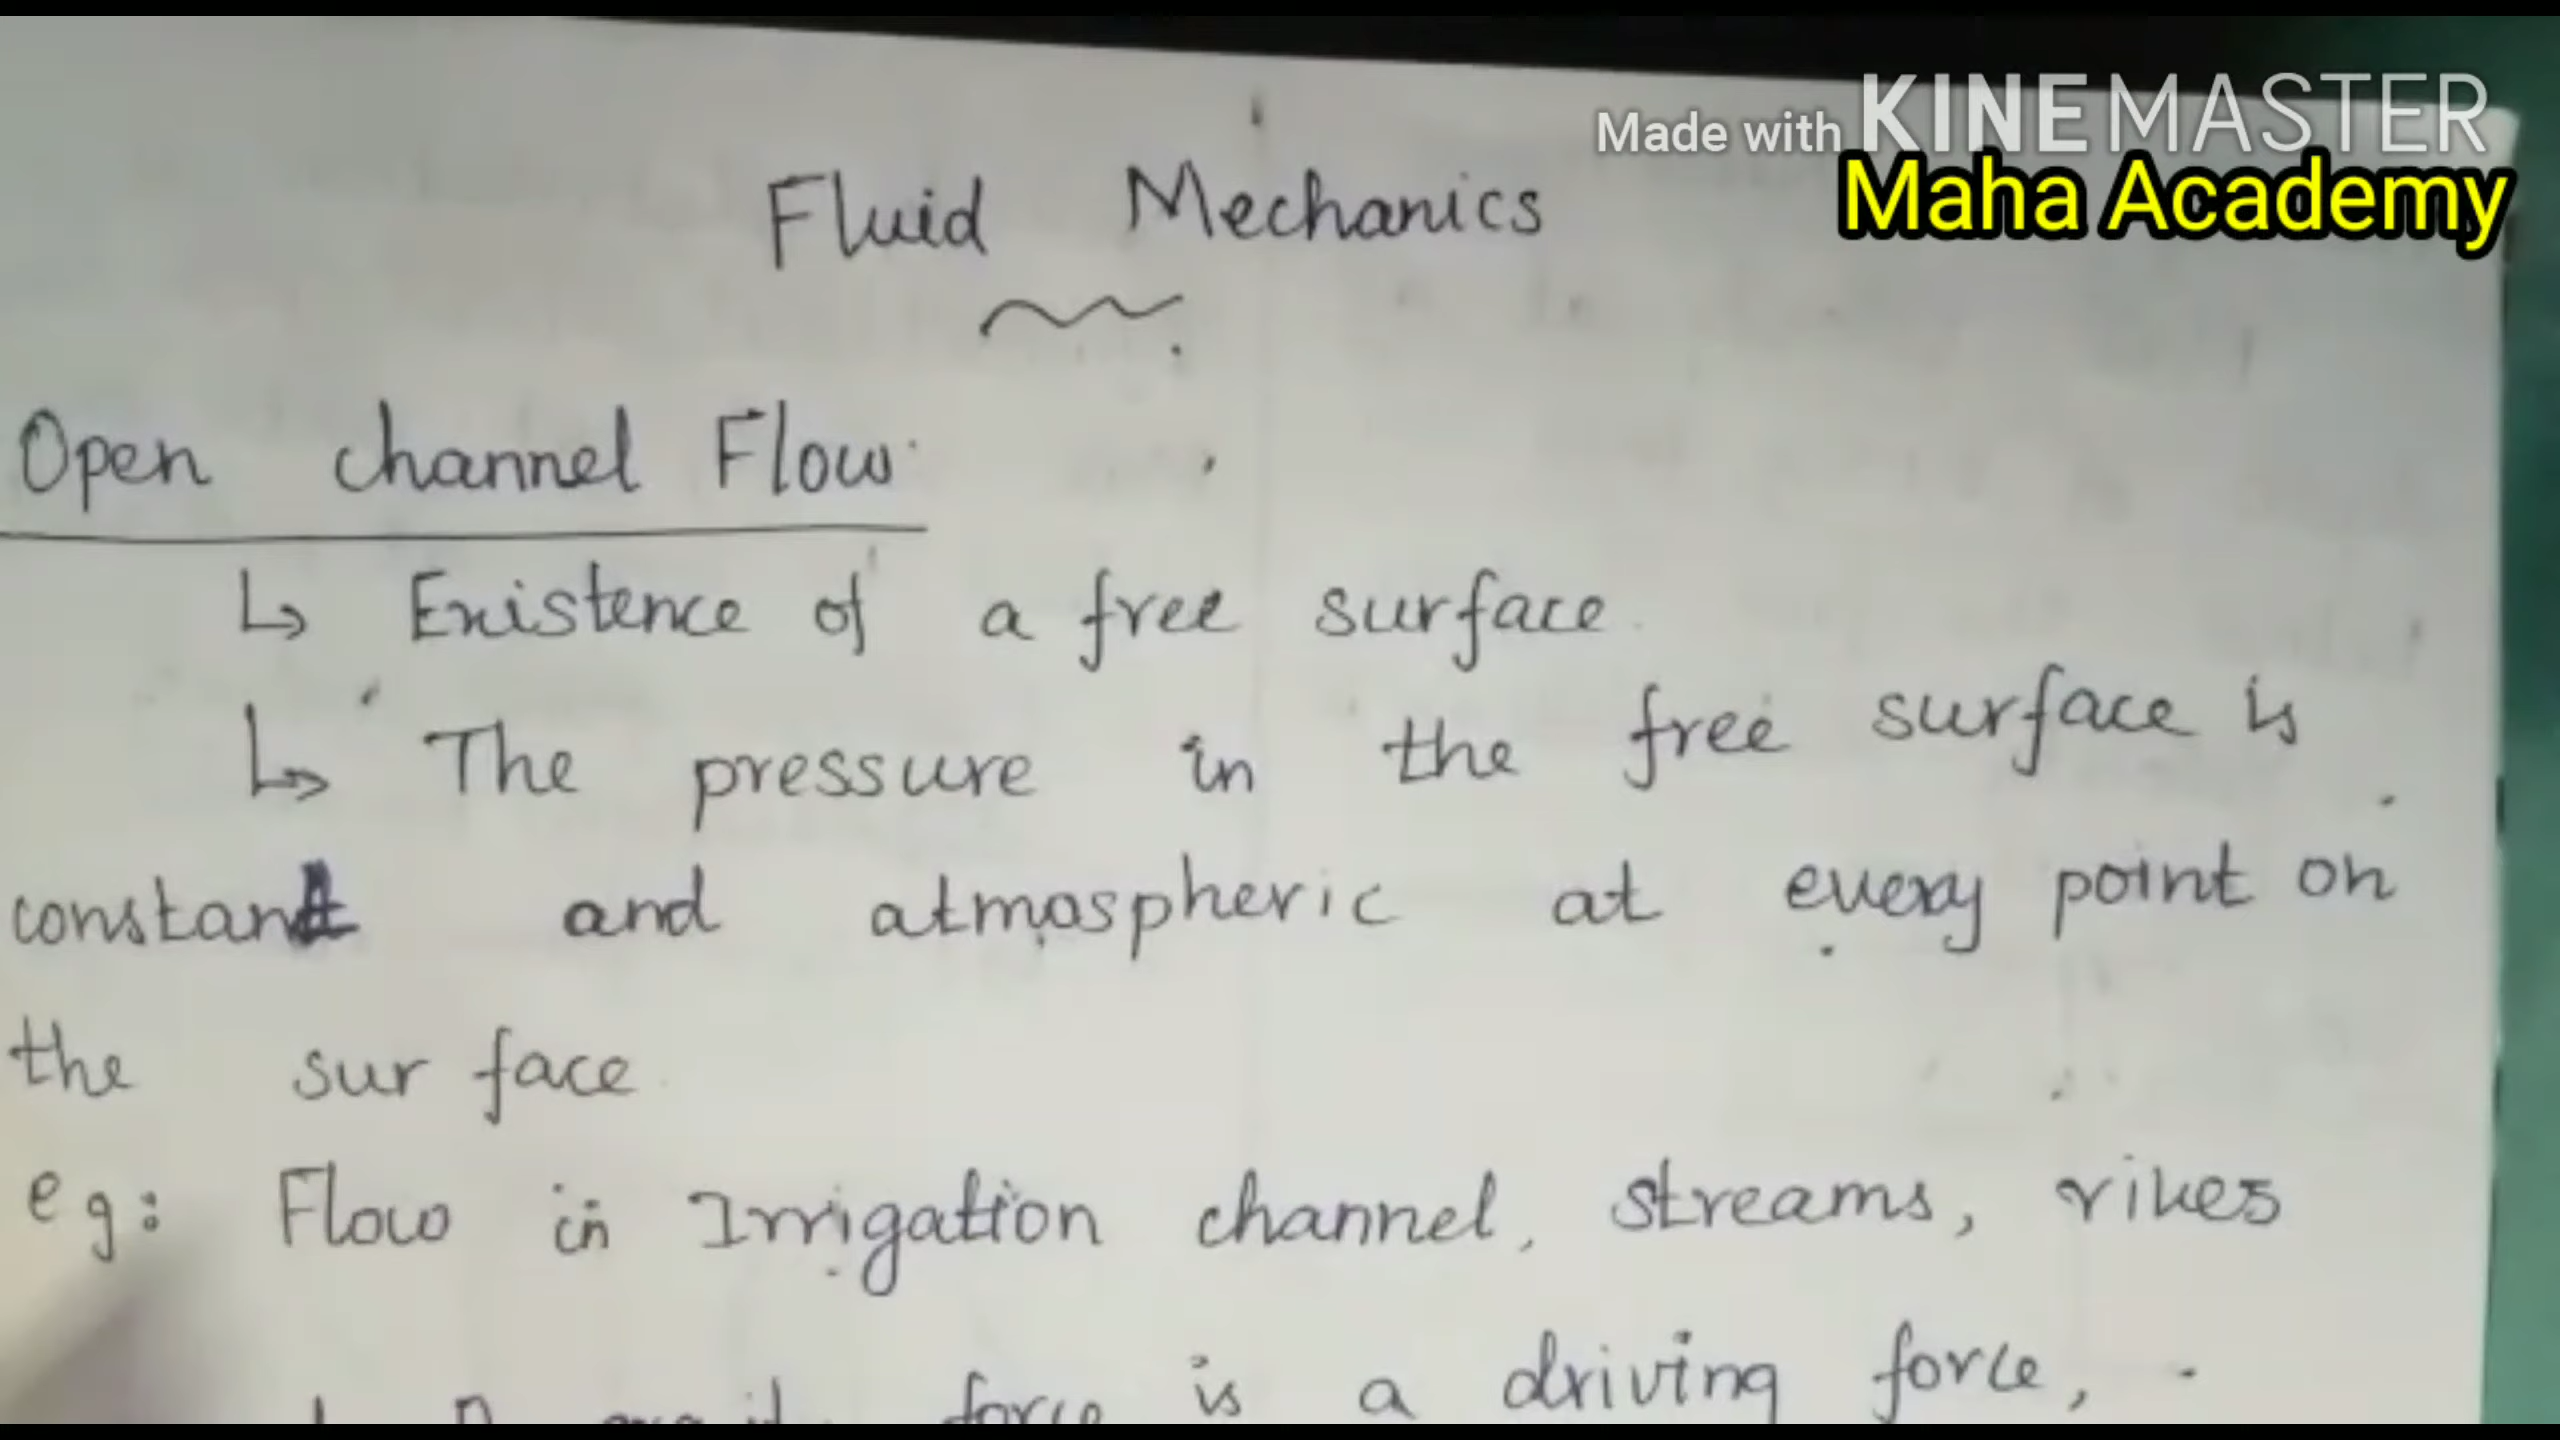 Made with KINEMASTER
Maha Academy
Fluid Mechanics
Open channel Flow
↳ Existence of a free surface
↳ The pressure in the free surface is
constant and atmospheric at every point on
the surface
eg: Flow in Irrigation channel, streams, rivers
force is a driving force,